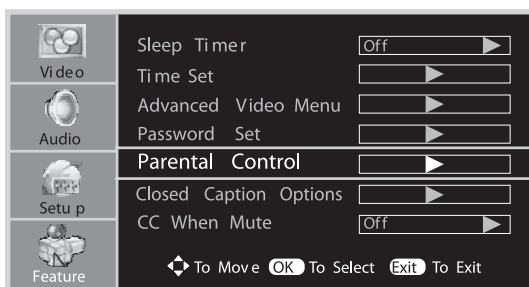 Video
Audio
Setup
Feature
Sleep Timer Off
Time Set
Advanced Video Menu
Password Set
Parental Control
Closed Caption Options
CC When Mute Off
To Move OK To Select Exit To Exit